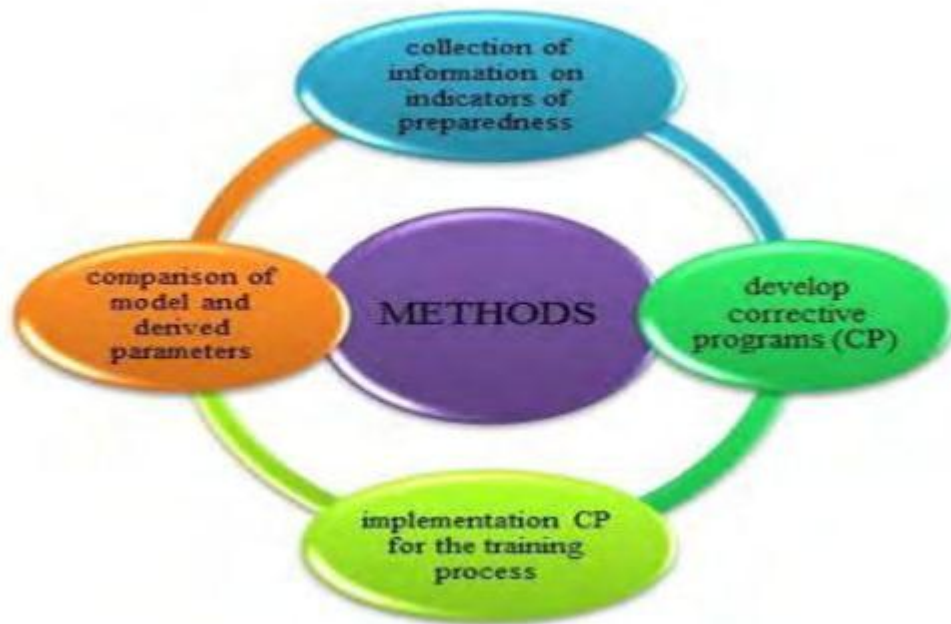 collection of
information on
indicators of
preparedness
comparison of
model and
derived
parameters
METHODS
develop
corrective
programs (CP)
implementation CP
for the training
process